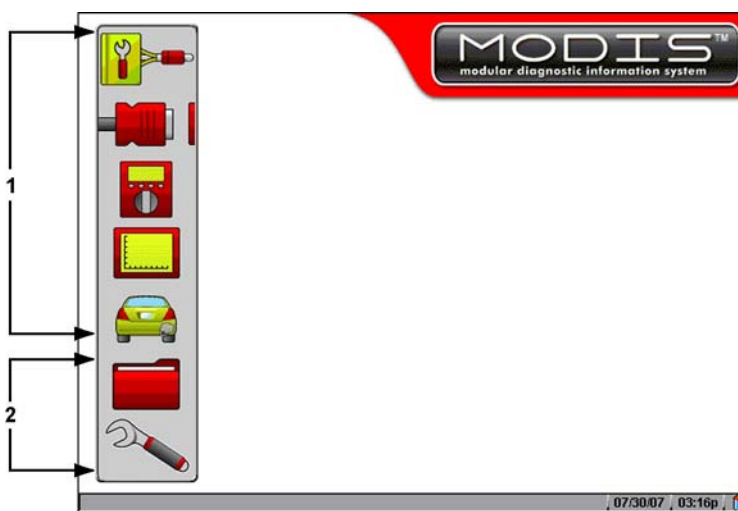 MODIS™
modular diagnostic information system
1
2
07/30/07 03:16p